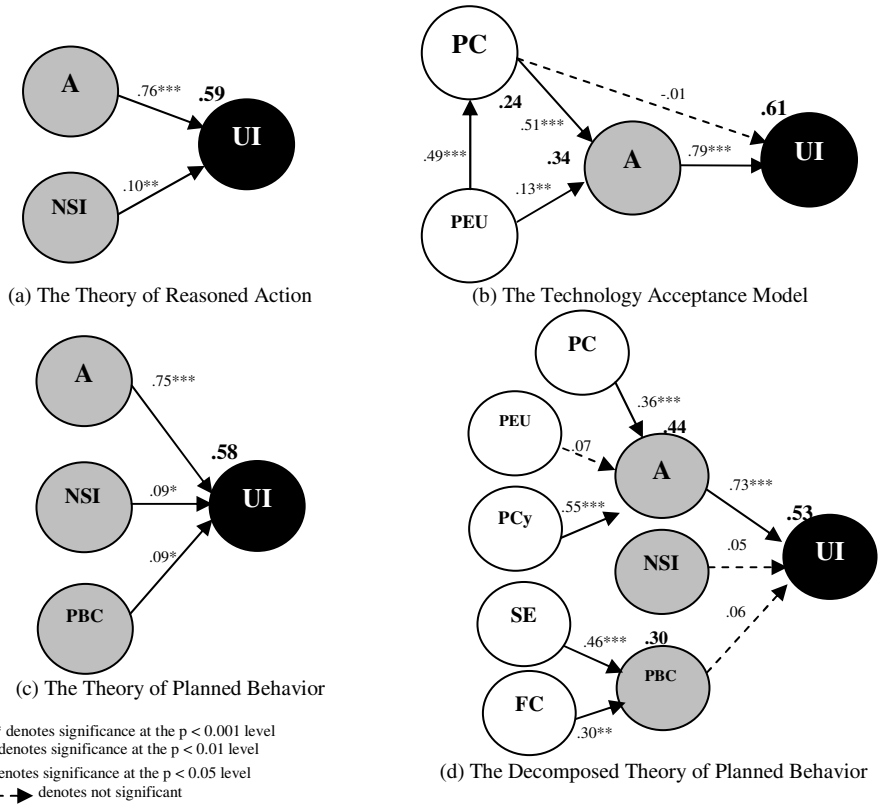 A
.76***
.59
UI
NSI
.10**
(a) The Theory of Reasoned Action
PC
.24
-.01
.51***
.61
UI
.49***
.34
A
.79***
.13**
PEU
(b) The Technology Acceptance Model
A
.75***
.58
UI
NSI
.09*
.09*
PBC
(c) The Theory of Planned Behavior
PC
.36***
PEU
.07
.44
A
PCy
.55***
.73***
.53
UI
NSI
.05
.06
SE
.46***
.30
PBC
FC
.30**
(d) The Decomposed Theory of Planned Behavior
* denotes significance at the p < 0.001 level
denotes significance at the p < 0.01 level
enotes significance at the p < 0.05 level
denotes not significant